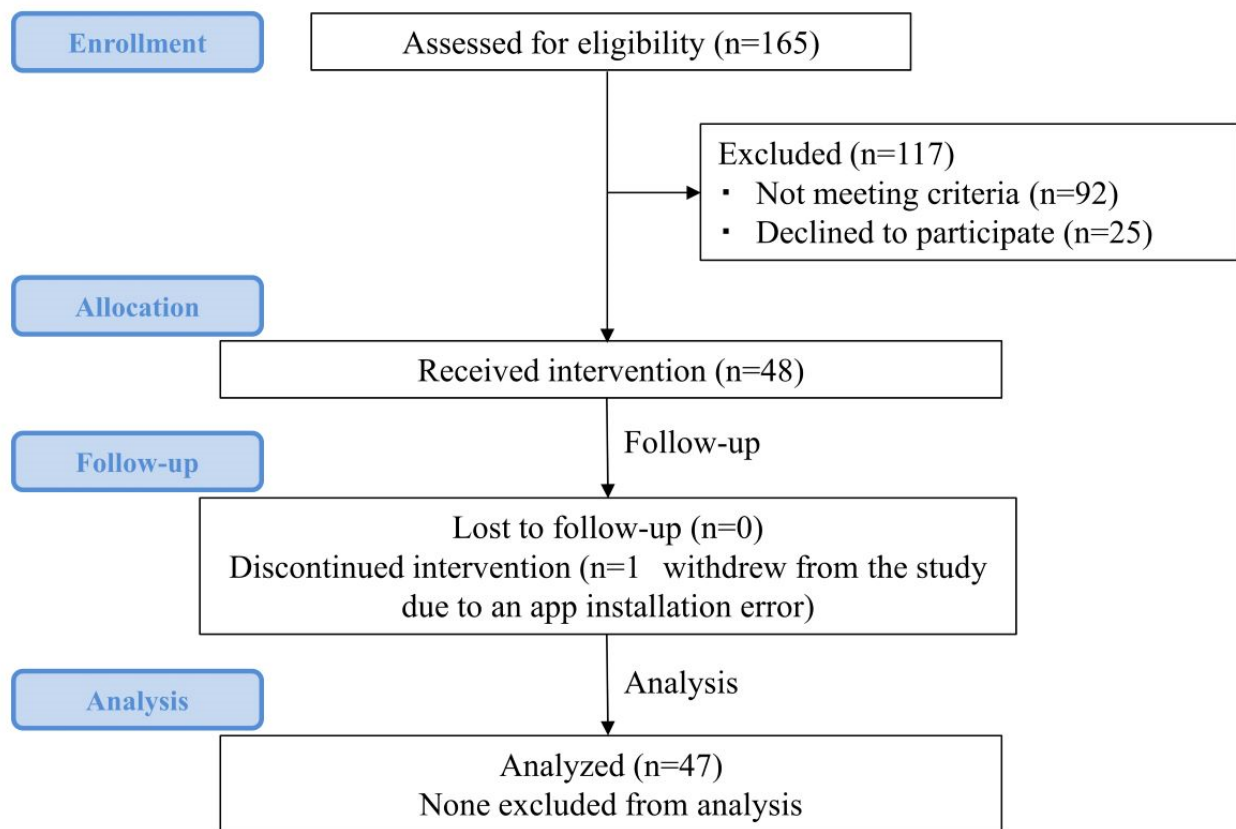 Enrollment
Assessed for eligibility (n=165)
Excluded (n=117)
▪ Not meeting criteria (n=92)
▪ Declined to participate (n=25)
Allocation
Received intervention (n=48)
Follow-up
Follow-up
Lost to follow-up (n=0)
Discontinued intervention (n=1 withdrew from the study
due to an app installation error)
Analysis
Analysis
Analyzed (n=47)
None excluded from analysis